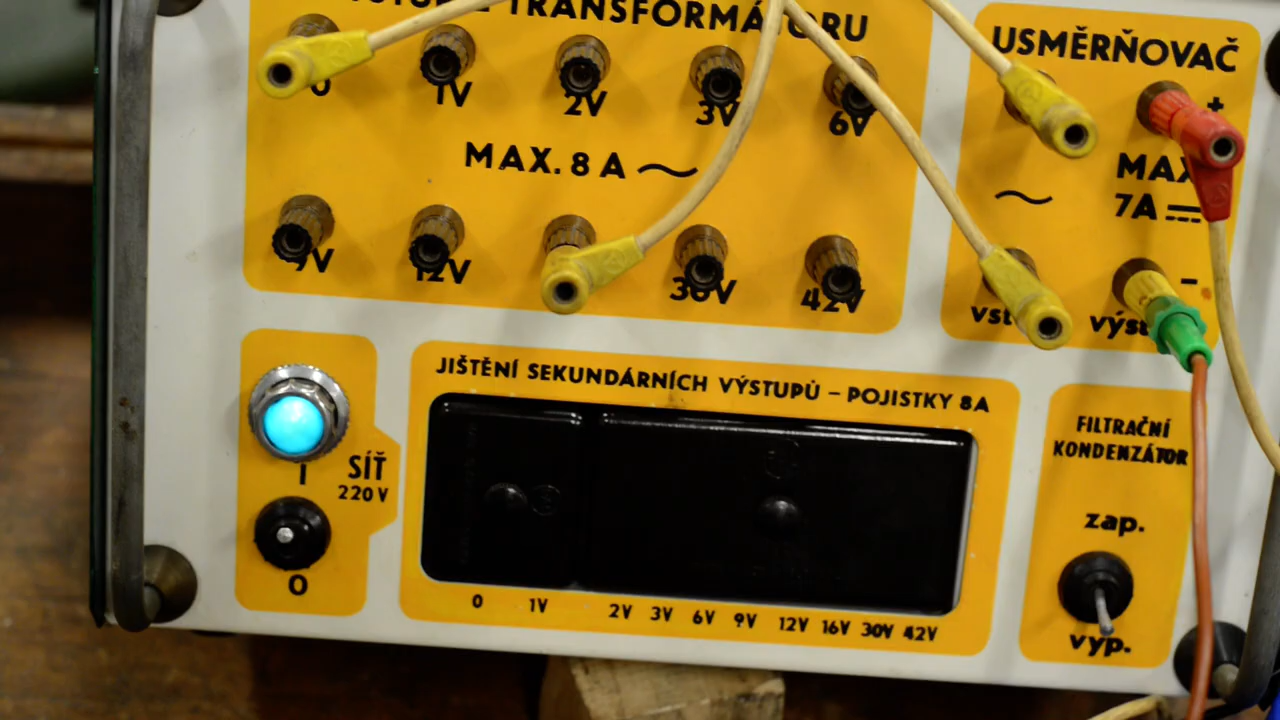 TRANSFORMÁTORU
0 1V 2V 3V 6V
MAX. 8 A ~
9V 12V 30V 42V
USMĚRŇOVAČ
+
MAX
7A
~
-
JIŠTĚNÍ SEKUNDÁRNÍCH VÝSTUPŮ – POJISTKY 8A
0 1V 2V 3V 6V 9V 12V 16V 30V 42V
I
SÍŤ
220 V
O
FILTRAČNÍ
KONDENZÁTOR
zap.
vyp.